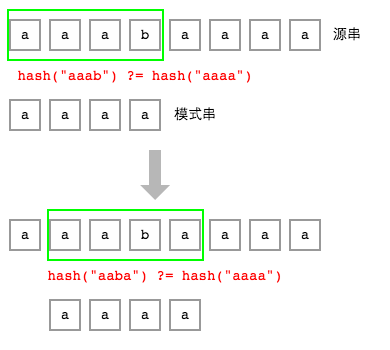 a a a b a a a a 源串
hash("aaab") ?= hash("aaaa")
a a a a 模式串
a a a b a a a a
hash("aaba") ?= hash("aaaa")
a a a a